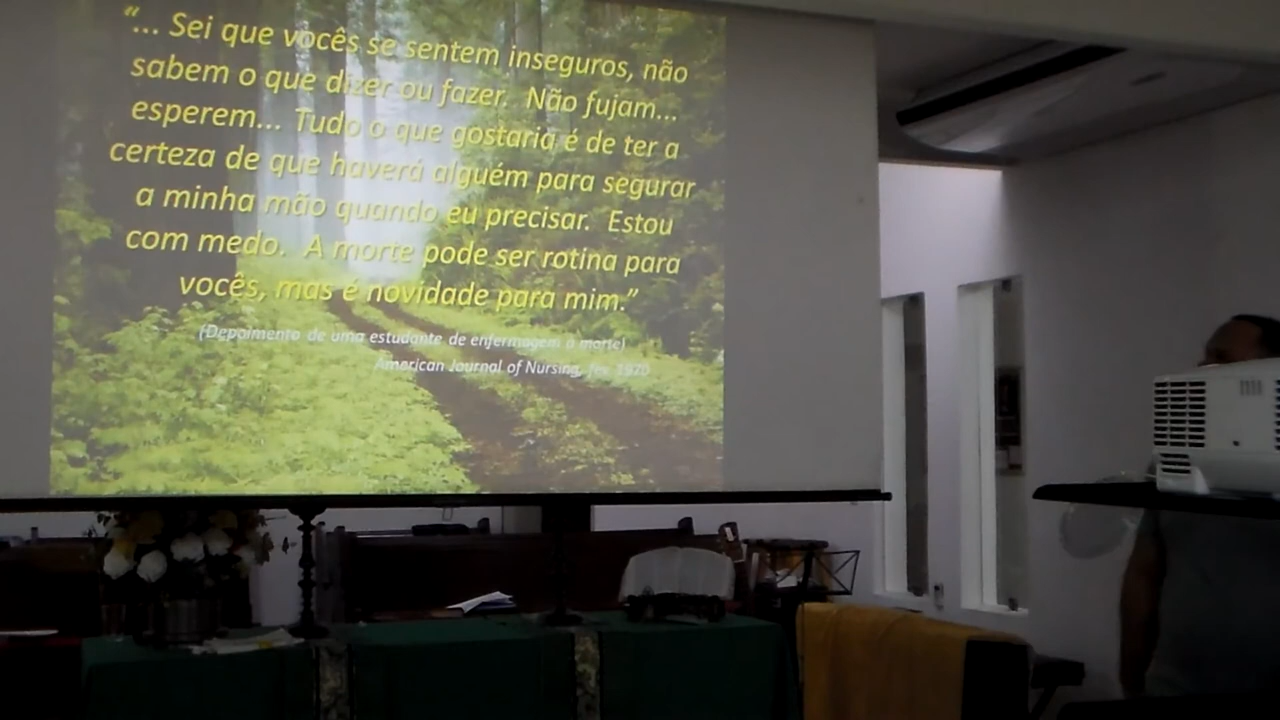 "... Sei que vocês se sentem inseguros, não
sabem o que dizer ou fazer. Não fujam...
esperem... Tudo o que gostaria é de ter a
certeza de que haverá alguém para segurar
a minha mão quando eu precisar. Estou
com medo. A morte pode ser rotina para
vocês, mas é novidade para mim."
(Depoimento de uma estudante de enfermagem à morte)
American Journal of Nursing, fev 1970